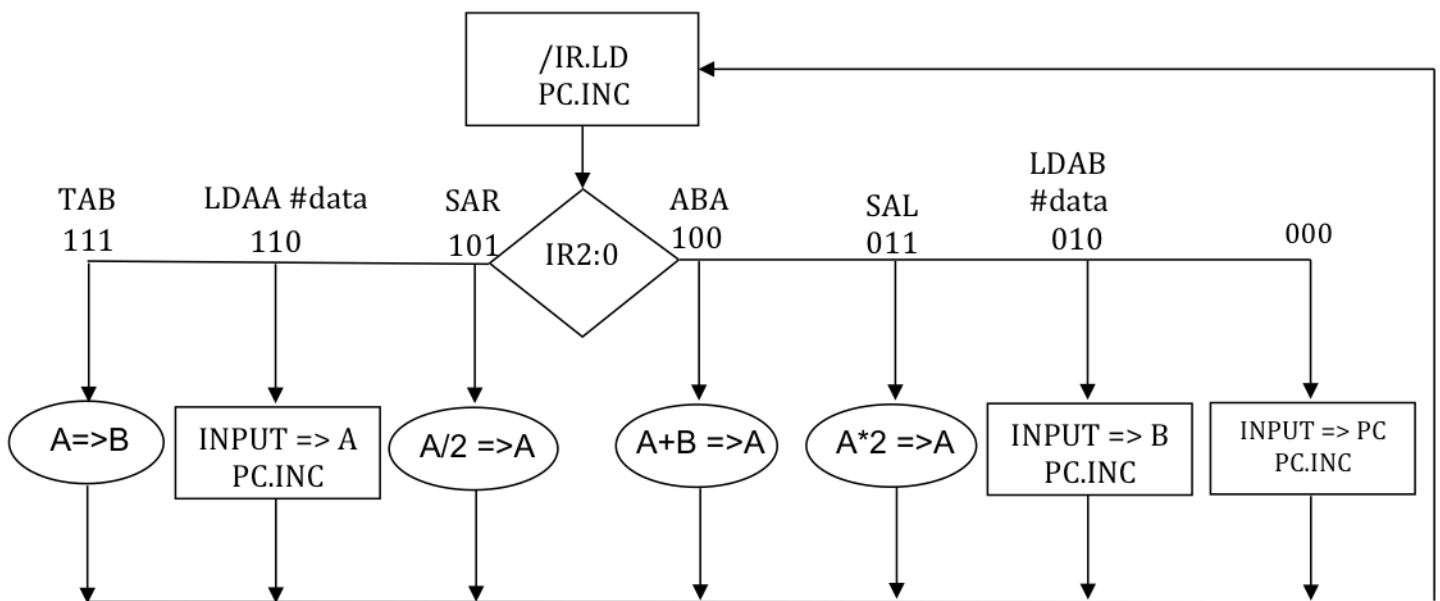 /IR.LD
PC.INC
TAB
111
LDAA #data
110
SAR
101
IR2:0
ABA
100
SAL
011
LDAB
#data
010
000
A=>B
INPUT => A
PC.INC
A/2 =>A
A+B =>A
A*2 =>A
INPUT => B
PC.INC
INPUT => PC
PC.INC